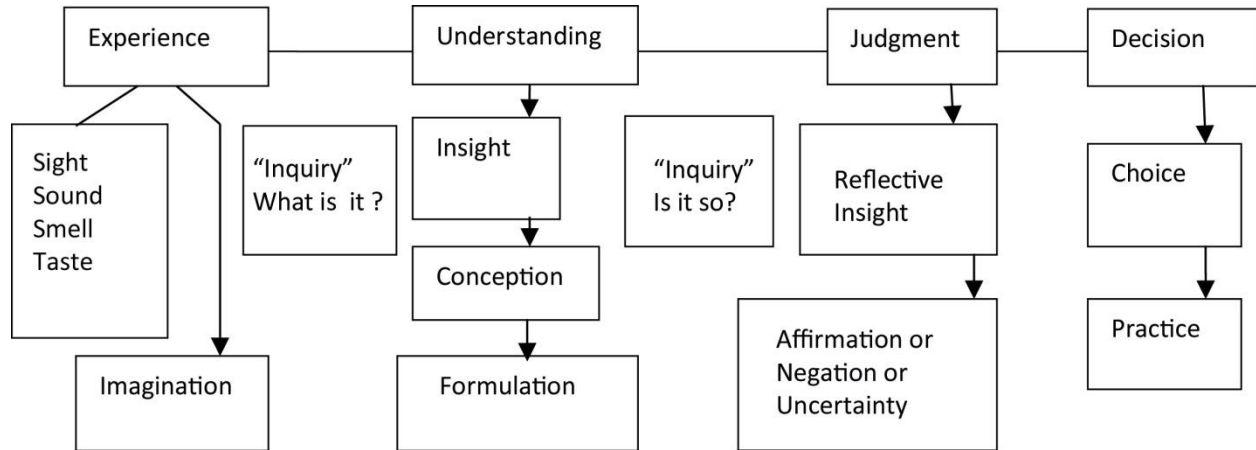 Experience
Understanding
Judgment
Decision
Sight
Sound
Smell
Taste
“Inquiry”
What is it ?
Insight
“Inquiry”
Is it so?
Reflective
Insight
Choice
Conception
Imagination
Formulation
Affirmation or
Negation or
Uncertainty
Practice